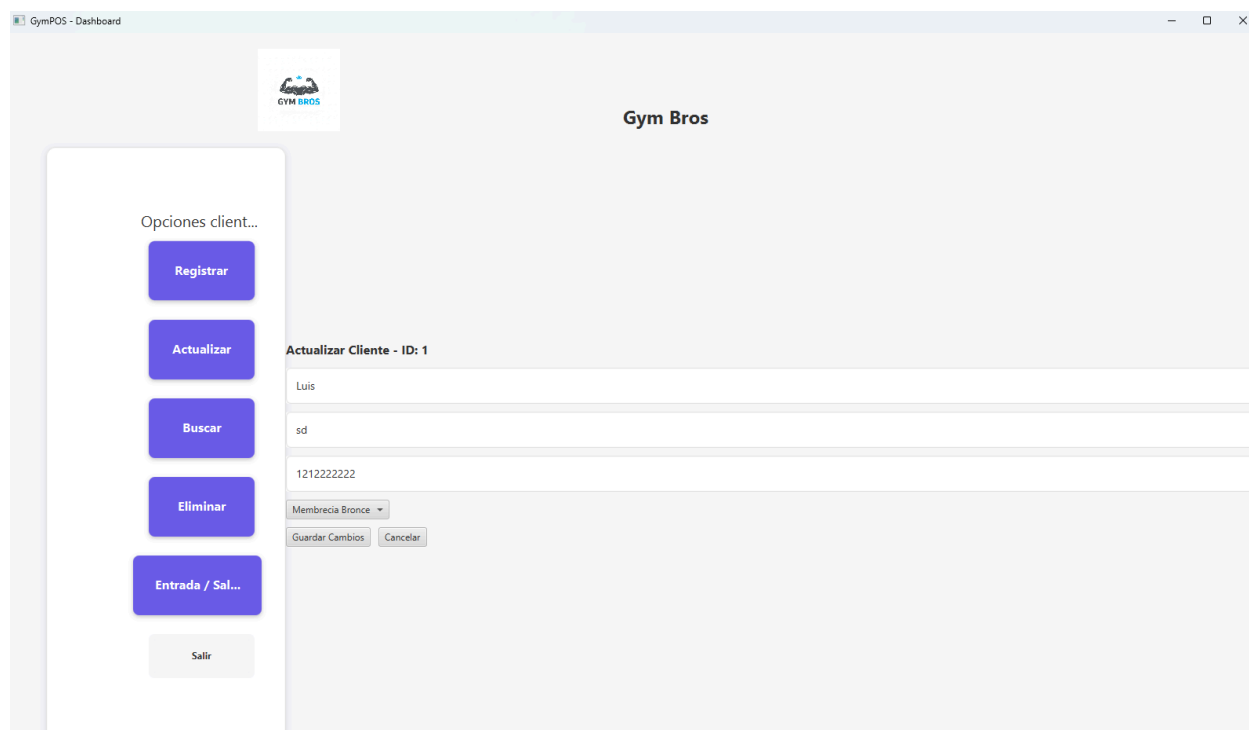 GymPOS - Dashboard
GYM BROS
Gym Bros
Opciones client...
Registrar
Actualizar
Buscar
Eliminar
Entrada / Sal...
Salir
Actualizar Cliente - ID: 1
Luis
sd
1212222222
Membrecia Bronce
Guardar Cambios Cancelar